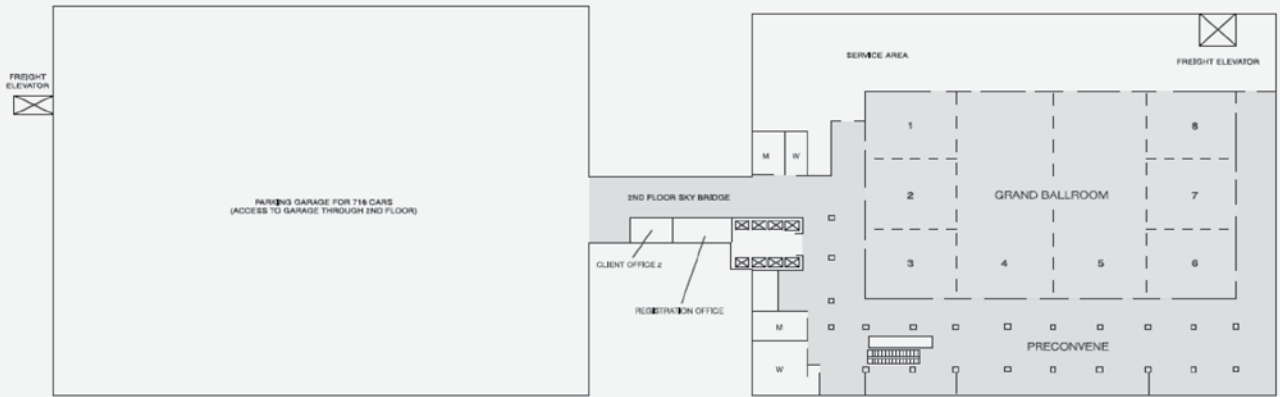 SERVICE AREA
FREIGHT ELEVATOR
FREIGHT
ELEVATOR
1
8
M
W
PARKING GARAGE FOR 716 CARS
(ACCESS TO GARAGE THROUGH 2ND FLOOR)
2ND FLOOR SKY BRIDGE
2
GRAND BALLROOM
7
CLIENT OFFICE 2
3
4
5
6
REGISTRATION OFFICE
M
PRECONVENE
W